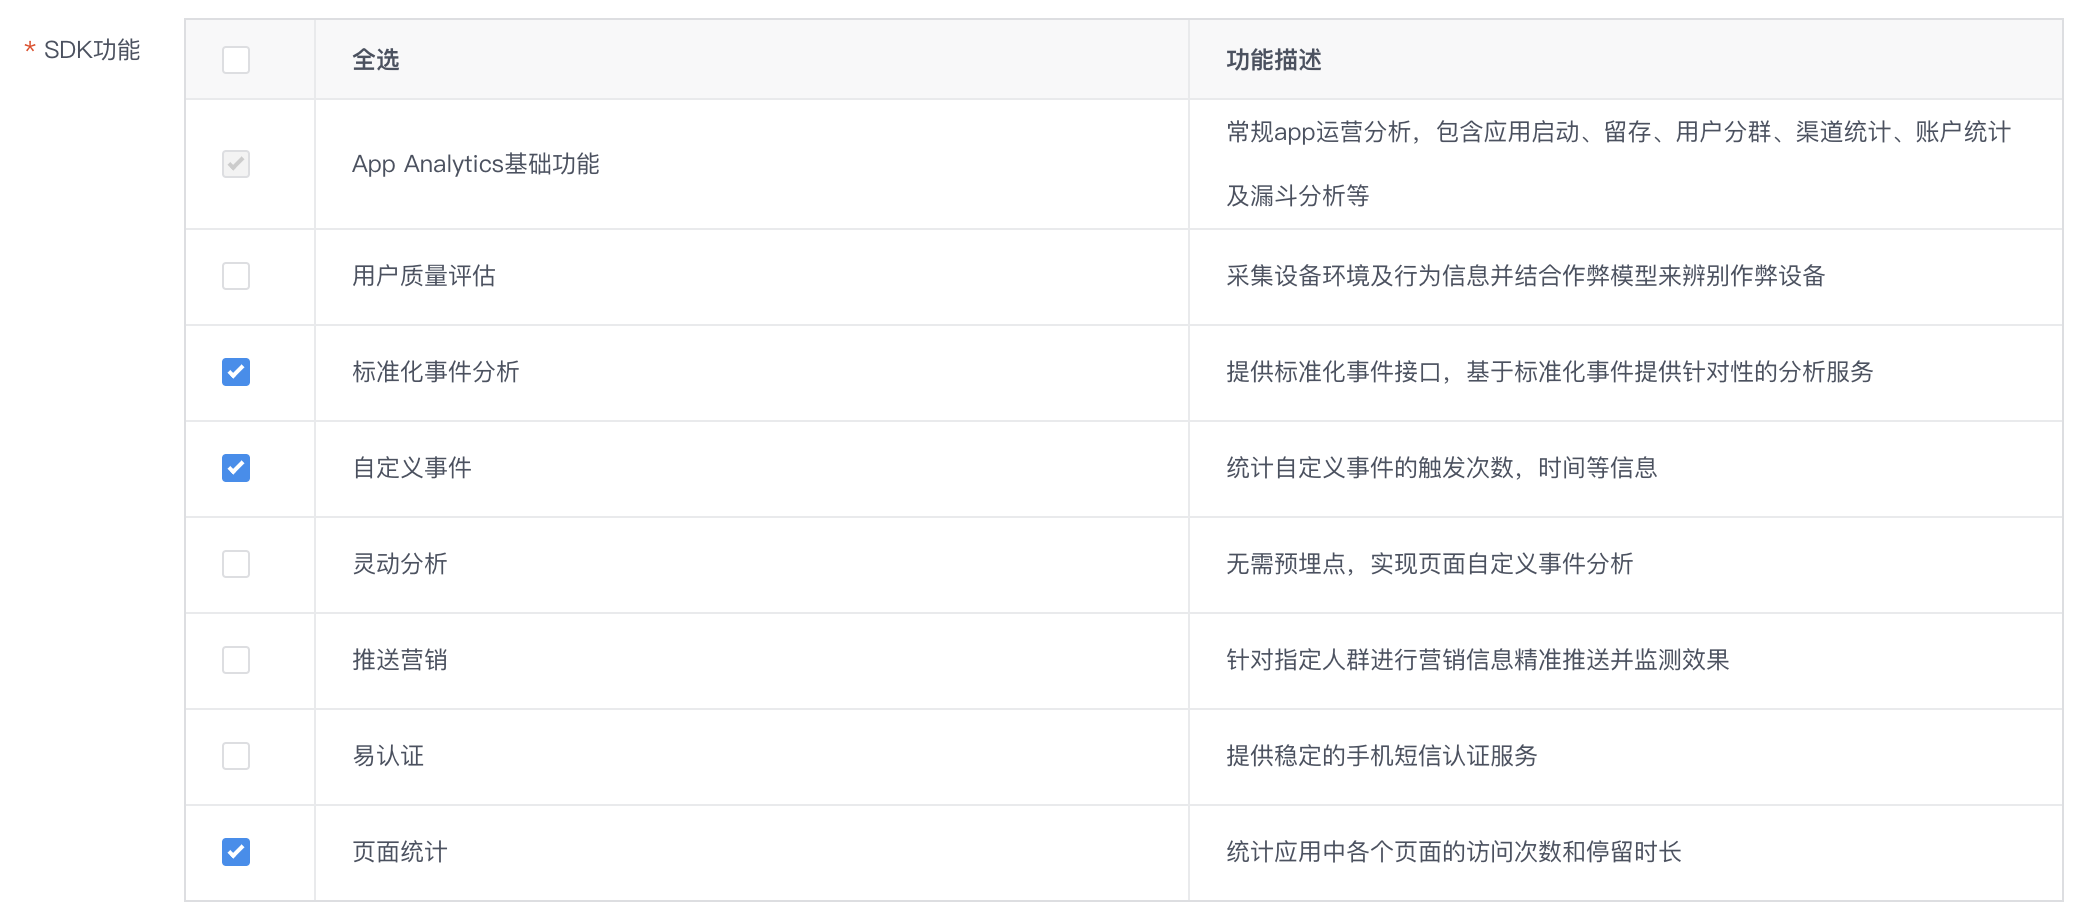 * SDK功能
全选
功能描述
App Analytics基础功能
常规app运营分析，包含应用启动、留存、用户分群、渠道统计、账户统计
及漏斗分析等
用户质量评估
采集设备环境及行为信息并结合作弊模型来辨别作弊设备
标准化事件分析
提供标准化事件接口，基于标准化事件提供针对性的分析服务
自定义事件
统计自定义事件的触发次数，时间等信息
灵动分析
无需预埋点，实现页面自定义事件分析
推送营销
针对指定人群进行营销信息精准推送并监测效果
易认证
提供稳定的手机短信认证服务
页面统计
统计应用中各个页面的访问次数和停留时长